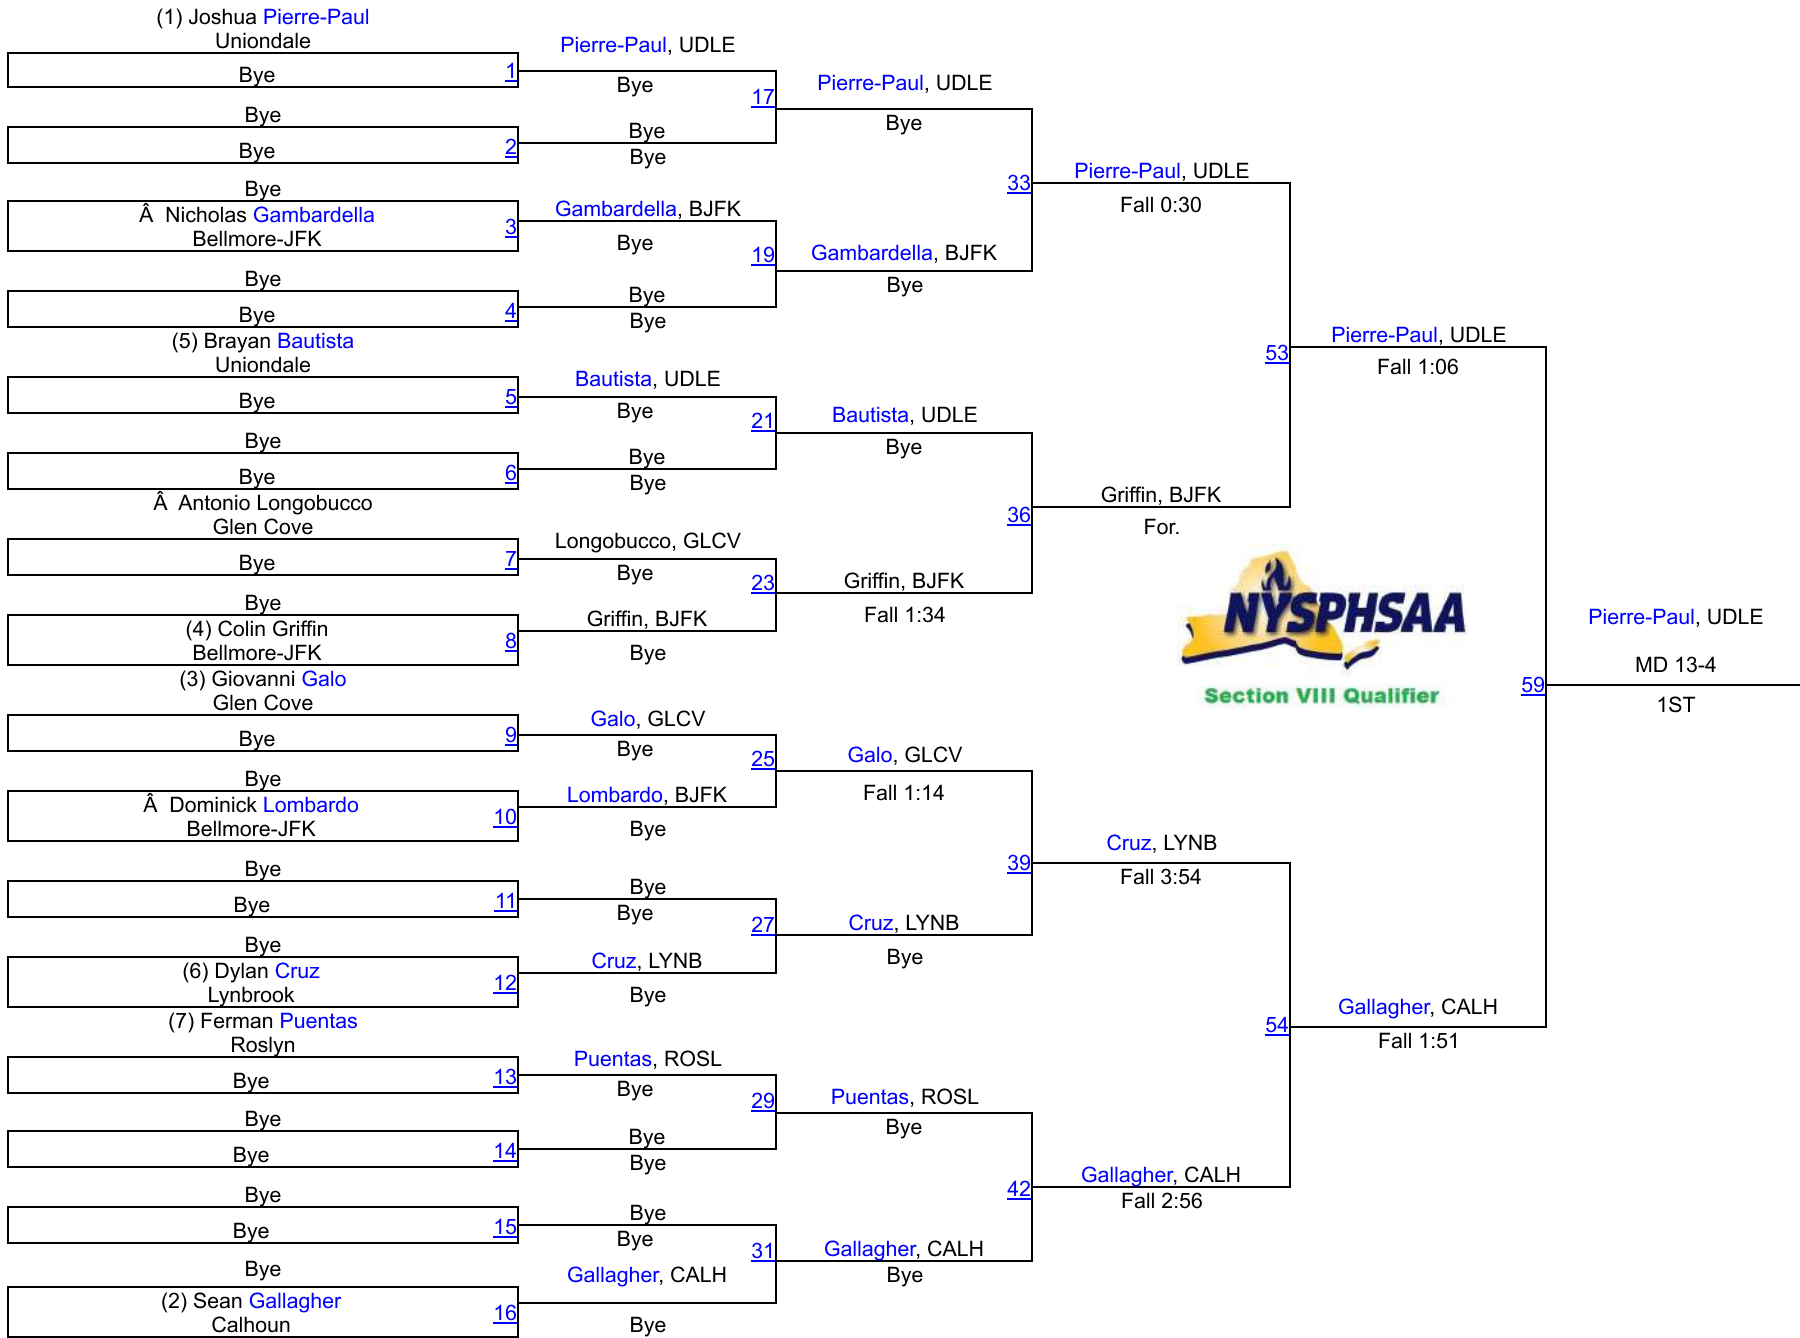 (1) Joshua Pierre-Paul
Uniondale
Bye
1
Bye
Bye
2
Bye
Â  Nicholas Gambardella
Bellmore-JFK
3
Bye
Bye
4
(5) Brayan Bautista
Uniondale
Bye
5
Bye
Bye
6
Â  Antonio Longobucco
Glen Cove
Bye
7
Bye
(4) Colin Griffin
Bellmore-JFK
8
(3) Giovanni Galo
Glen Cove
Bye
9
Bye
Â  Dominick Lombardo
Bellmore-JFK
10
Bye
Bye
11
Bye
(6) Dylan Cruz
Lynbrook
12
(7) Ferman Puentas
Roslyn
Bye
13
Bye
Bye
14
Bye
Bye
15
Bye
(2) Sean Gallagher
Calhoun
16
Pierre-Paul, UDLE
Bye
17
Bye
Bye
Gambardella, BJFK
Bye
19
Bye
Bye
Bautista, UDLE
Bye
21
Bye
Bye
Longobucco, GLCV
Bye
23
Griffin, BJFK
Bye
Galo, GLCV
Bye
25
Lombardo, BJFK
Bye
Bye
Bye
27
Cruz, LYNB
Bye
Puentas, ROSL
Bye
29
Bye
Bye
Bye
Bye
31
Gallagher, CALH
Bye
Pierre-Paul, UDLE
Bye
33
Gambardella, BJFK
Bye
Bautista, UDLE
Bye
36
Griffin, BJFK
Fall 1:34
Galo, GLCV
Fall 1:14
39
Cruz, LYNB
Bye
Puentas, ROSL
Bye
42
Gallagher, CALH
Bye
Pierre-Paul, UDLE
Fall 0:30
53
Griffin, BJFK
For.
NYSPHSAA
Section VIII Qualifier
Cruz, LYNB
Fall 3:54
54
Gallagher, CALH
Fall 2:56
Pierre-Paul, UDLE
Fall 1:06
59
Gallagher, CALH
Fall 1:51
Pierre-Paul, UDLE
MD 13-4
1ST